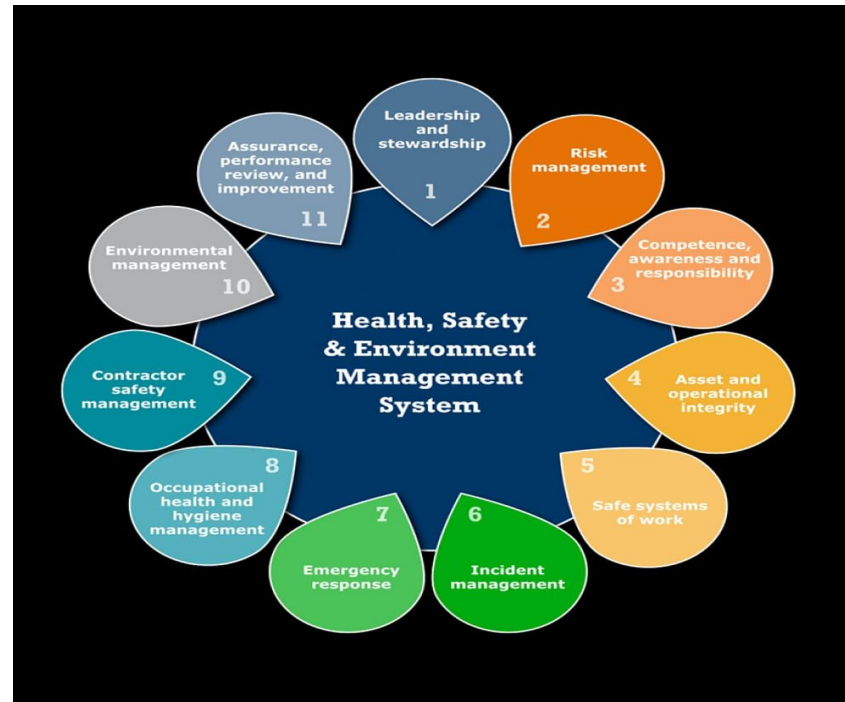 Leadership
and
stewardship
1
Risk
management
2
Competence,
awareness and
responsibility
3
Asset and
operational
integrity
4
Safe systems
of work
5
Incident
management
6
Emergency
response
7
Occupational
health and
hygiene
management
8
Contractor
safety
management
9
Environmental
management
10
Assurance,
performance
review, and
improvement
11
Health, Safety
& Environment
Management
System